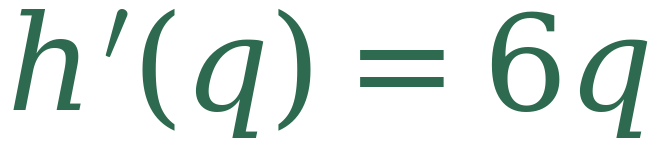 h′(q) = 6q